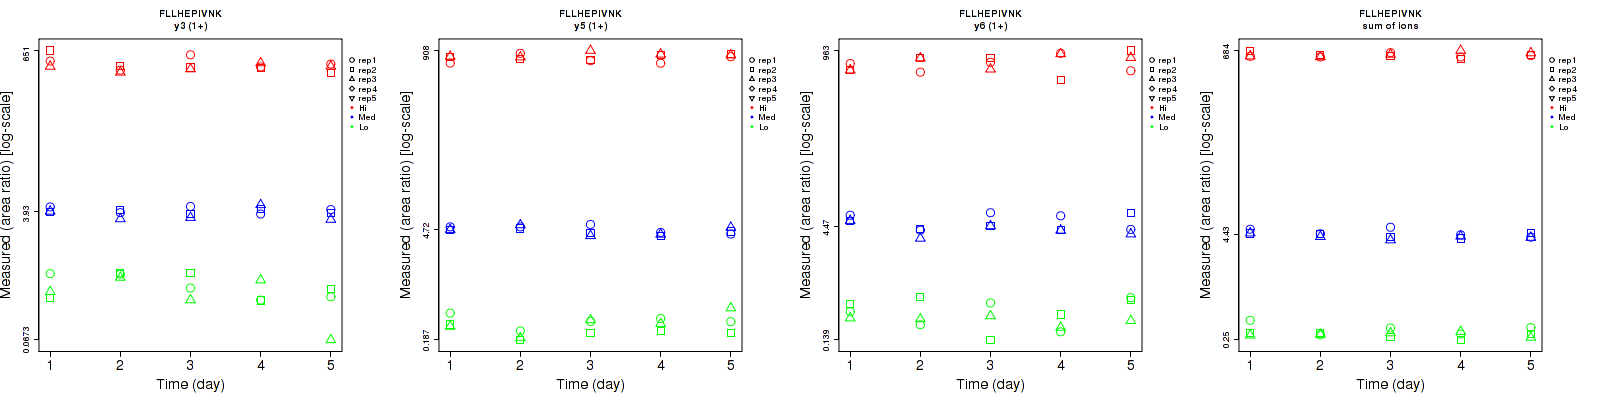 FLLHEPIVNK
y3 (1+)
Measured (area ratio) [log-scale]
651
3.93
0.0673
1 2 3 4 5
Time (day)
rep1
rep2
rep3
rep4
rep5
Hi
Med
Lo
FLLHEPIVNK
y5 (1+)
Measured (area ratio) [log-scale]
908
4.72
0.187
1 2 3 4 5
Time (day)
rep1
rep2
rep3
rep4
rep5
Hi
Med
Lo
FLLHEPIVNK
y6 (1+)
Measured (area ratio) [log-scale]
963
4.47
0.139
1 2 3 4 5
Time (day)
rep1
rep2
rep3
rep4
rep5
Hi
Med
Lo
FLLHEPIVNK
sum of ions
Measured (area ratio) [log-scale]
684
4.43
0.25
1 2 3 4 5
Time (day)
rep1
rep2
rep3
rep4
rep5
Hi
Med
Lo